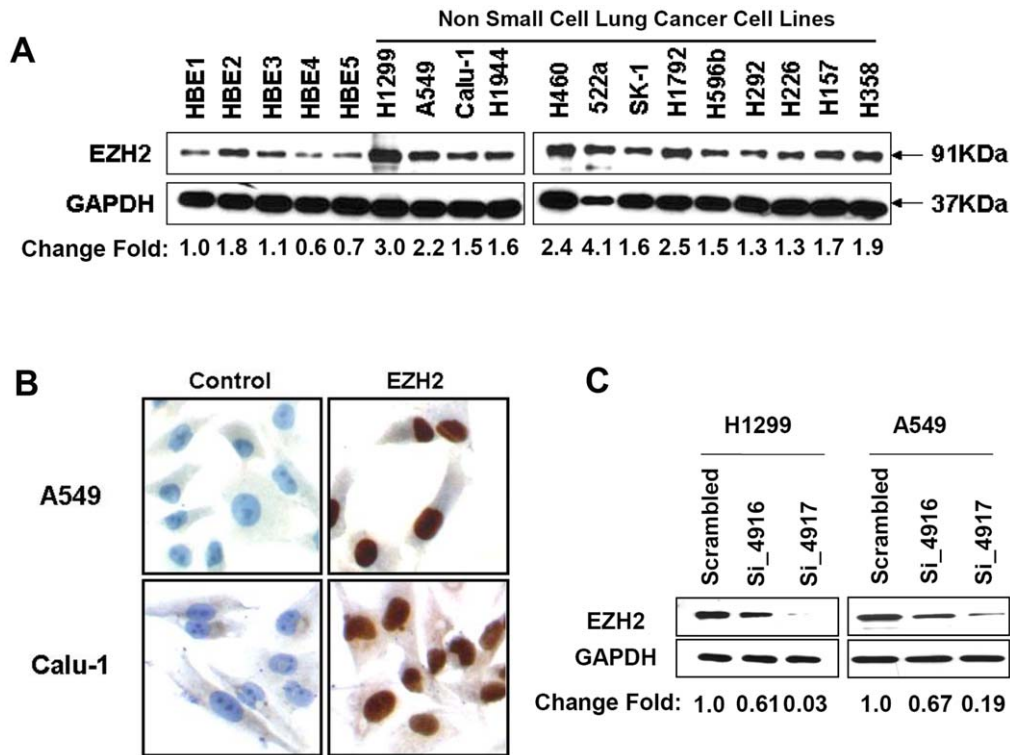 Non Small Cell Lung Cancer Cell Lines
A
HBE1 HBE2 HBE3 HBE4 HBE5 H1299 A549 Calu-1 H1944 H460 522a SK-1 H1792 H596b H292 H226 H157 H358
EZH2 91KDa
GAPDH 37KDa
Change Fold: 1.0 1.8 1.1 0.6 0.7 3.0 2.2 1.5 1.6 2.4 4.1 1.6 2.5 1.5 1.3 1.3 1.7 1.9
B
Control EZH2
A549
Calu-1
C
H1299 A549
Scrambled Si_4916 Si_4917 Scrambled Si_4916 Si_4917
EZH2
GAPDH
Change Fold: 1.0 0.61 0.03 1.0 0.67 0.19